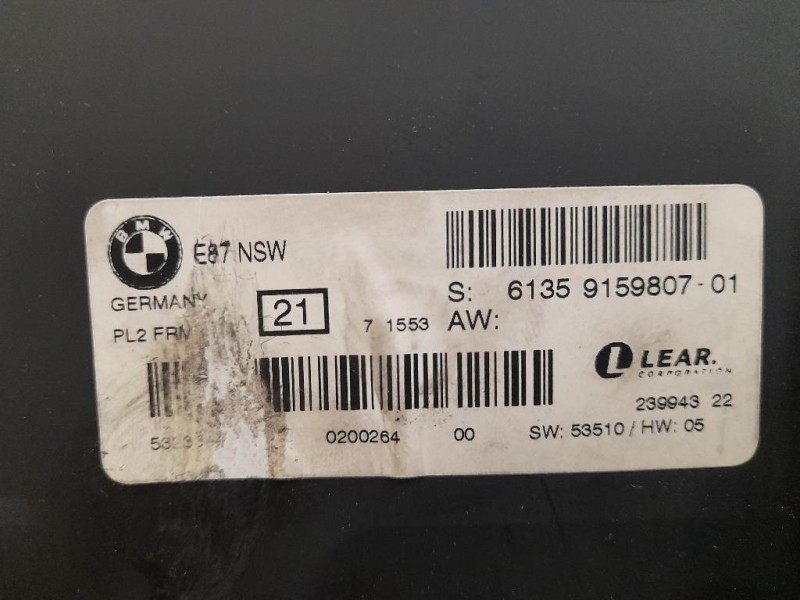 BMW
E87 NSW
GERMANY
PL2 FRM
21
7 1553
S: 6135 9159807-01
AW:
LEAR.
CORPORATION
239943 22
0200264 00
SW: 53510 / HW: 05